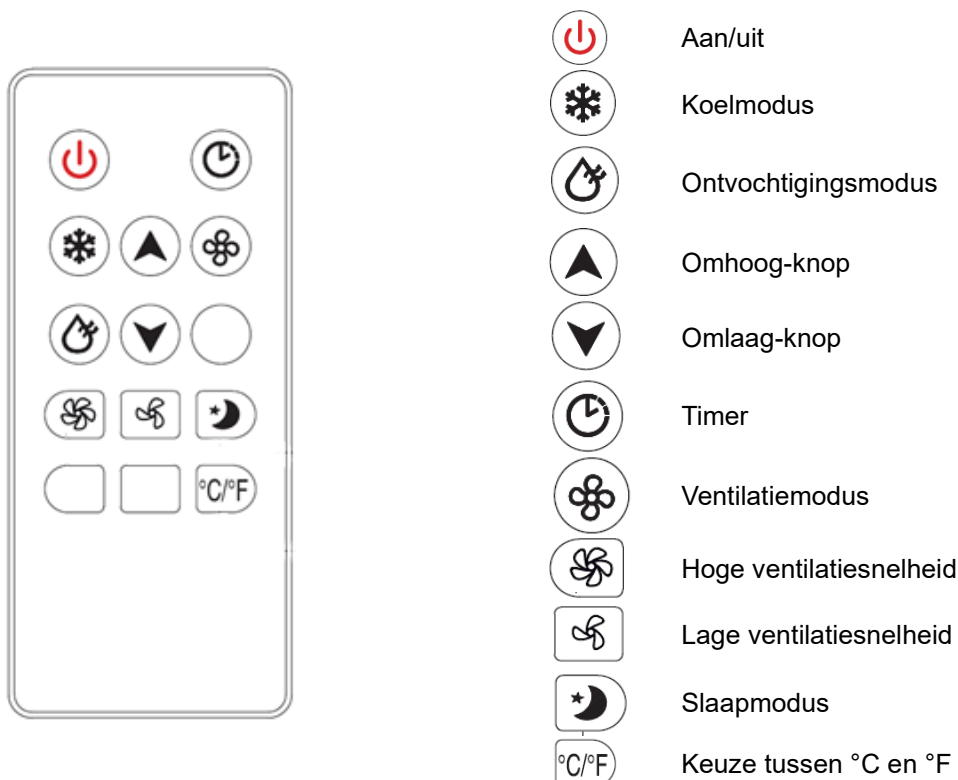 Aan/uit
Koelmodus
Ontvochtigingsmodus
Omhoog-knop
Omlaag-knop
Timer
Ventilatiemodus
Hoge ventilatiesnelheid
Lage ventilatiesnelheid
Slaapmodus
°C/°F
°C/°F Keuze tussen °C en °F